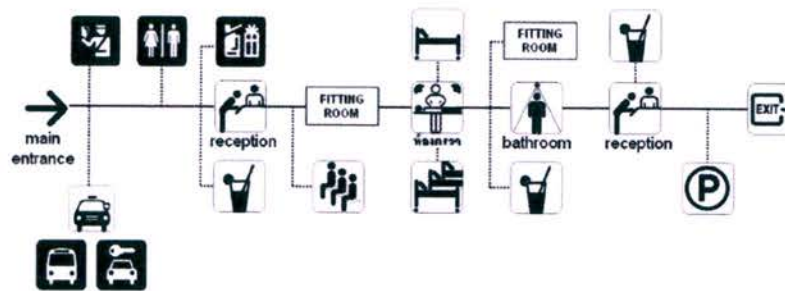 FITTING
ROOM
main
entrance
reception
FITTING
ROOM
bathroom
reception
EXIT
P